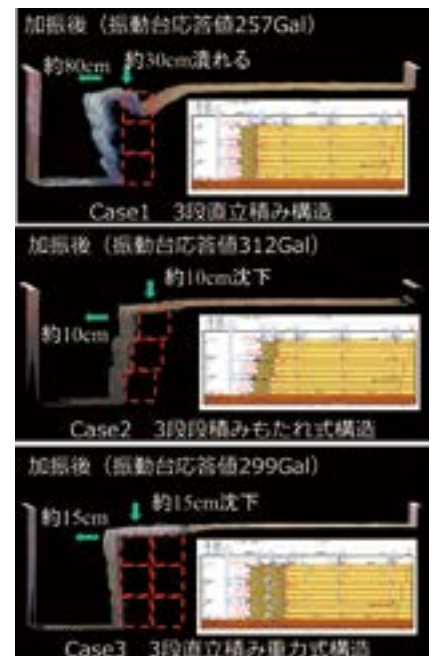 加振後（振動台応答値257Gal）
約80cm
約30cm潰れる
Case1 3段直立積み構造
加振後（振動台応答値312Gal）
約10cm沈下
約10cm
Case2 3段段積みもたれ式構造
加振後（振動台応答値299Gal）
約15cm沈下
約15cm
Case3 3段直立積み重力式構造